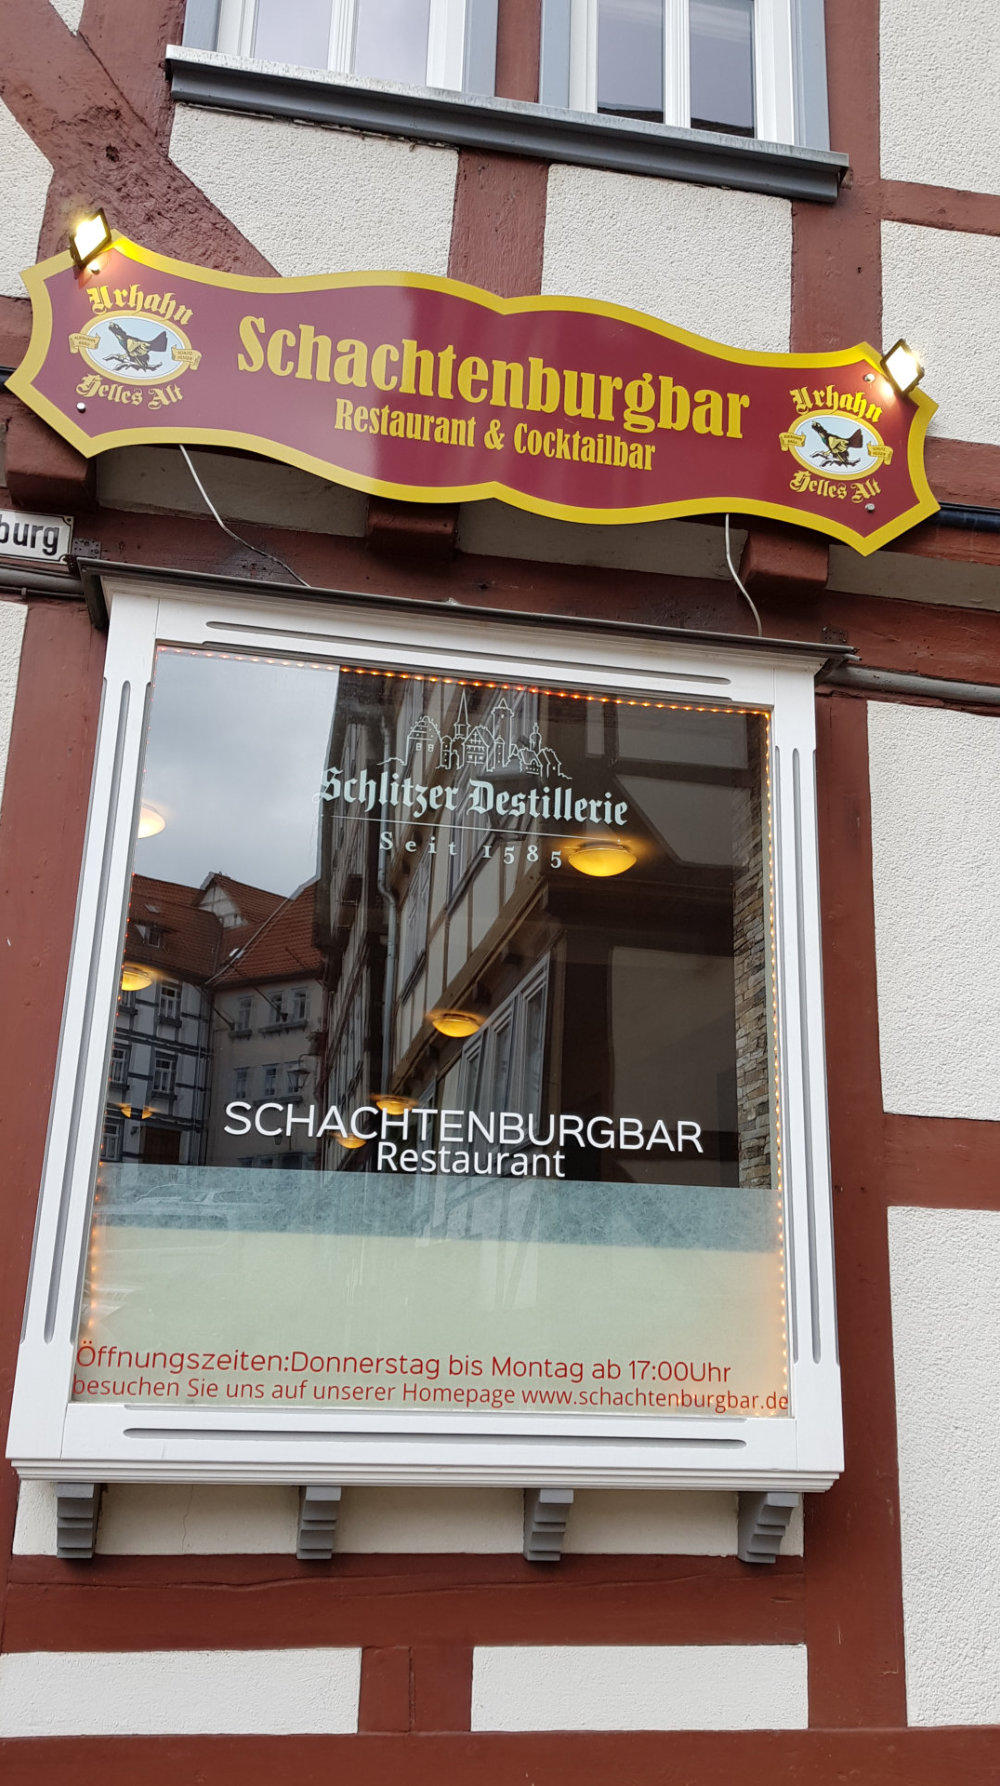 Urhahn
Helles Alt
Schachtenburgbar
Restaurant & Cocktailbar
Urhahn
Helles Alt
burg
Schlitzer Destillerie
Seit 1585
SCHACHTENBURGBAR
Restaurant
Öffnungszeiten:Donnerstag bis Montag ab 17:00Uhr
besuchen Sie uns auf unserer Homepage www.schachtenburgbar.de